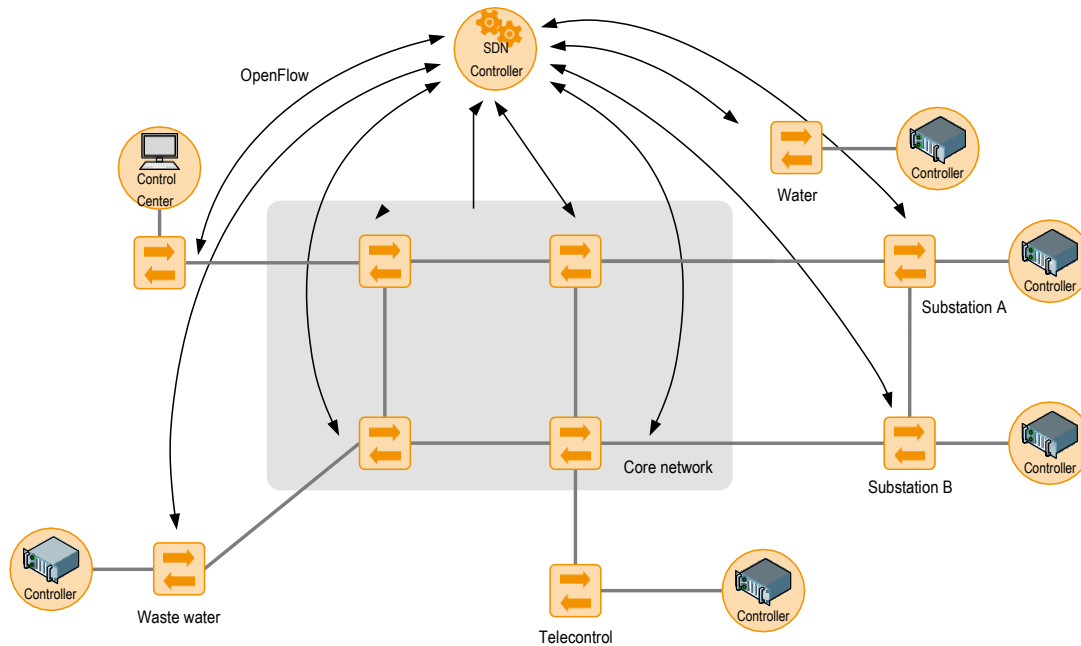 SDN
Controller
OpenFlow
Control
Center
Controller
Water
Controller
Substation A
Controller
Core network
Substation B
Controller
Waste water
Controller
Telecontrol